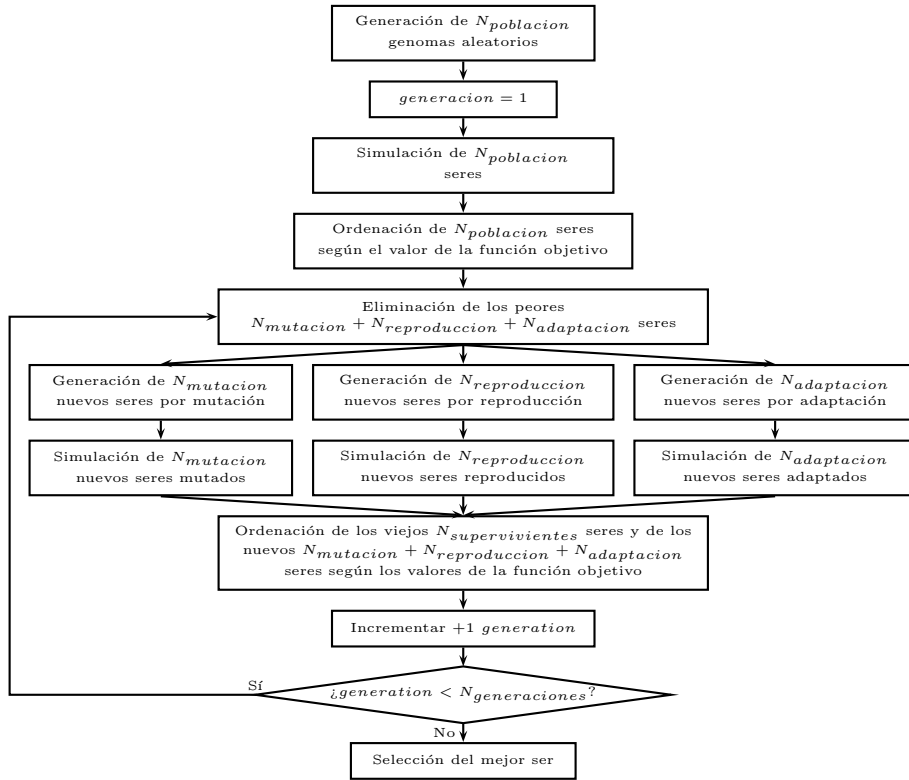 Generación de N_poblacion
genomas aleatorios
generacion = 1
Simulación de N_poblacion
seres
Ordenación de N_poblacion seres
según el valor de la función objetivo
Eliminación de los peores
N_mutacion + N_reproduccion + N_adaptacion seres
Generación de N_mutacion
nuevos seres por mutación
Generación de N_reproduccion
nuevos seres por reproducción
Generación de N_adaptacion
nuevos seres por adaptación
Simulación de N_mutacion
nuevos seres mutados
Simulación de N_reproduccion
nuevos seres reproducidos
Simulación de N_adaptacion
nuevos seres adaptados
Ordenación de los viejos N_supervivientes seres y de los
nuevos N_mutacion + N_reproduccion + N_adaptacion
seres según los valores de la función objetivo
Incrementar +1 generation
Sí
¿generation < N_generaciones?
No
Selección del mejor ser